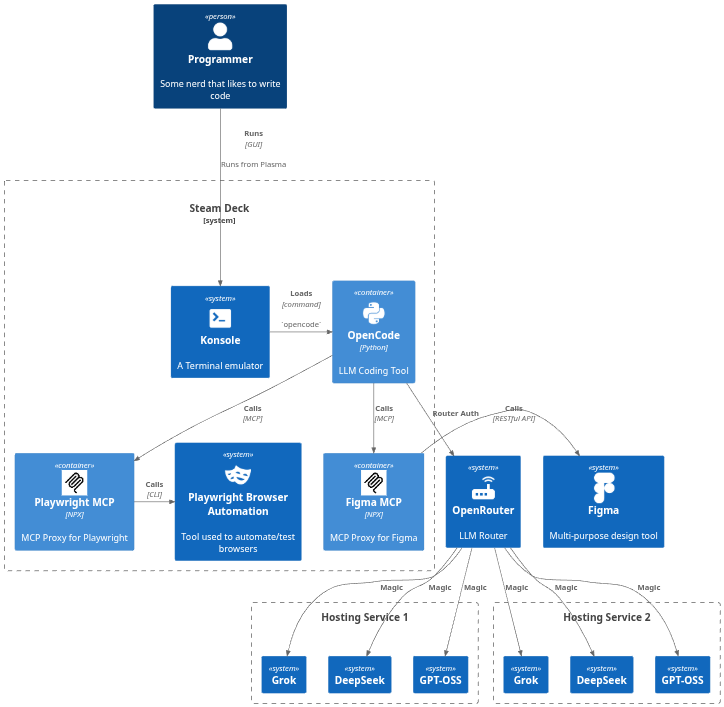 «person»
Programmer
Some nerd that likes to write
code
Runs
[GUI]
Runs from Plasma
Steam Deck
[system]
«system»
Konsole
A Terminal emulator
Loads
[command]
`opencode`
«container»
OpenCode
[Python]
LLM Coding Tool
Calls
[MCP]
Calls
[MCP]
Router Auth
Calls
[RESTful API]
«container»
Playwright MCP
[NPX]
MCP Proxy for Playwright
Calls
[CLI]
«system»
Playwright Browser
Automation
Tool used to automate/test
browsers
«container»
Figma MCP
[NPX]
MCP Proxy for Figma
«system»
OpenRouter
LLM Router
«system»
Figma
Multi-purpose design tool
Magic
Magic
Magic
Magic
Magic
Magic
Hosting Service 1
«system»
Grok
«system»
DeepSeek
«system»
GPT-OSS
Hosting Service 2
«system»
Grok
«system»
DeepSeek
«system»
GPT-OSS